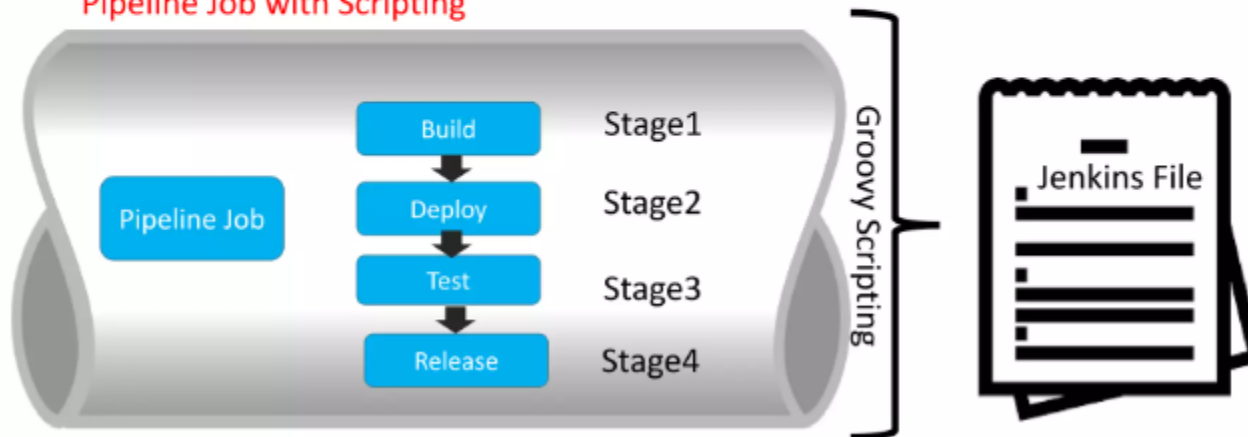 Pipeline Job with Scripting
Pipeline Job
Build
Stage1
Deploy
Stage2
Test
Stage3
Release
Stage4
Groovy Scripting
Jenkins File